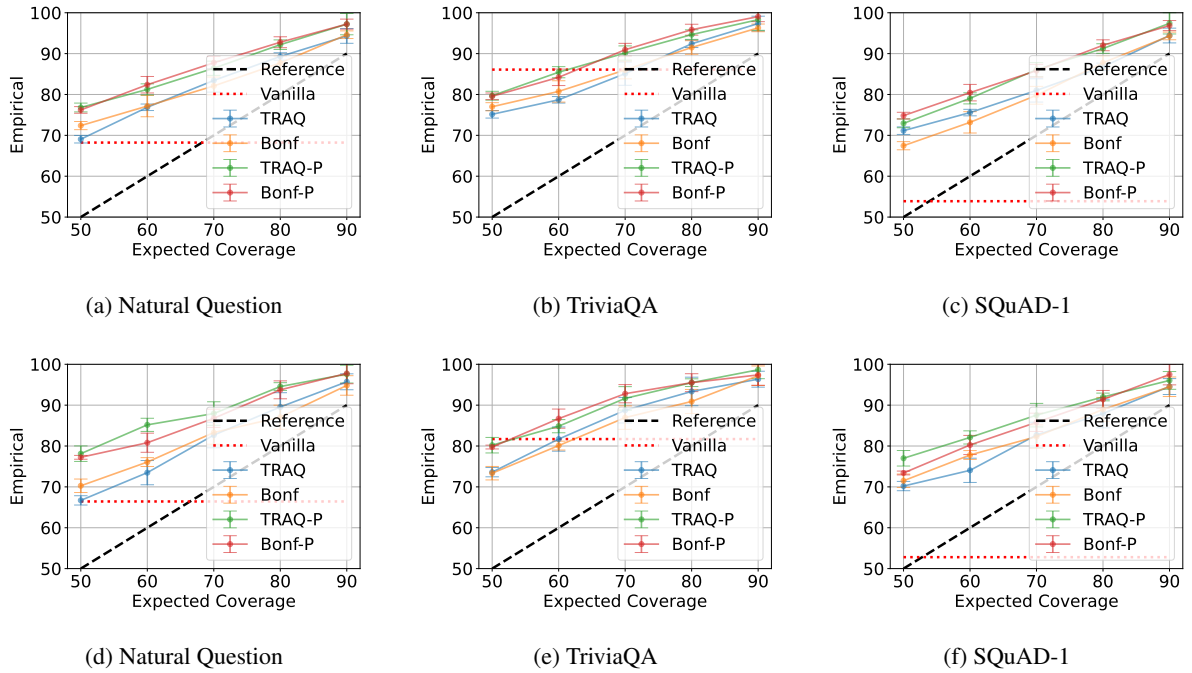 100
90
80
70
60
50
Empirical
50 60 70 80 90
Expected Coverage
Reference
Vanilla
TRAQ
Bonf
TRAQ-P
Bonf-P
(a) Natural Question
100
90
80
70
60
50
Empirical
50 60 70 80 90
Expected Coverage
Reference
Vanilla
TRAQ
Bonf
TRAQ-P
Bonf-P
(b) TriviaQA
100
90
80
70
60
50
Empirical
50 60 70 80 90
Expected Coverage
Reference
Vanilla
TRAQ
Bonf
TRAQ-P
Bonf-P
(c) SQuAD-1
100
90
80
70
60
50
Empirical
50 60 70 80 90
Expected Coverage
Reference
Vanilla
TRAQ
Bonf
TRAQ-P
Bonf-P
(d) Natural Question
100
90
80
70
60
50
Empirical
50 60 70 80 90
Expected Coverage
Reference
Vanilla
TRAQ
Bonf
TRAQ-P
Bonf-P
(e) TriviaQA
100
90
80
70
60
50
Empirical
50 60 70 80 90
Expected Coverage
Reference
Vanilla
TRAQ
Bonf
TRAQ-P
Bonf-P
(f) SQuAD-1